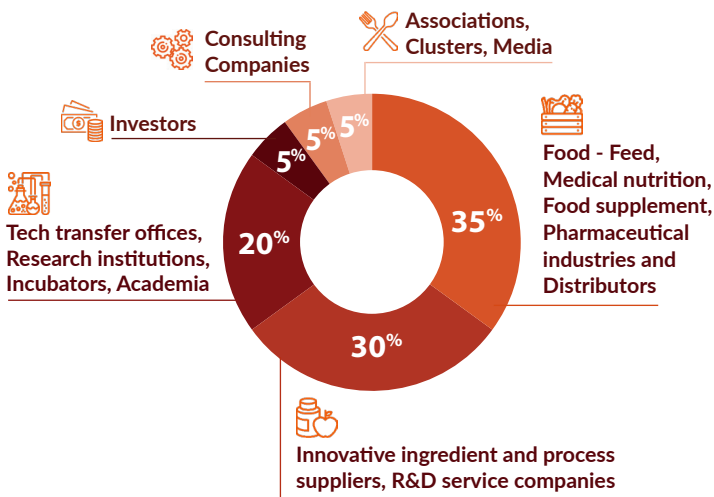 Associations,
Clusters, Media
Consulting
Companies
Investors
Tech transfer offices,
Research institutions,
Incubators, Academia
Food - Feed,
Medical nutrition,
Food supplement,
Pharmaceutical
industries and
Distributors
5%
5%
5%
20%
35%
30%
Innovative ingredient and process
suppliers, R&D service companies